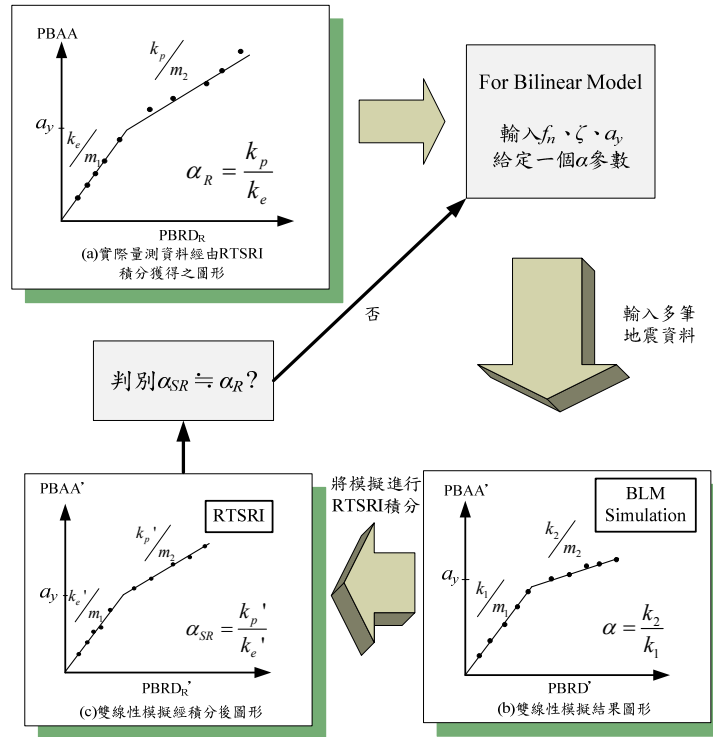 PBAA
k_p/m_2
a_y
k_e/m_1
α_R = k_p/k_e
PBRD_R
(a)實際量測資料經由RTSRI
積分獲得之圖形
For Bilinear Model
輸入f_n、ζ、a_y
給定一個α參數
輸入多筆
地震資料
否
判別α_SR≒α_R?
BLM
Simulation
PBAA’
k_2/m_2
a_y
k_1/m_1
α = k_2/k_1
PBRD’
(b)雙線性模擬結果圖形
將模擬進行
RTSRI積分
PBAA’
RTSRI
k_p'/m_2
a_y
k_e'/m_1
α_SR = k_p'/k_e'
PBRD_R’
(c)雙線性模擬經積分後圖形